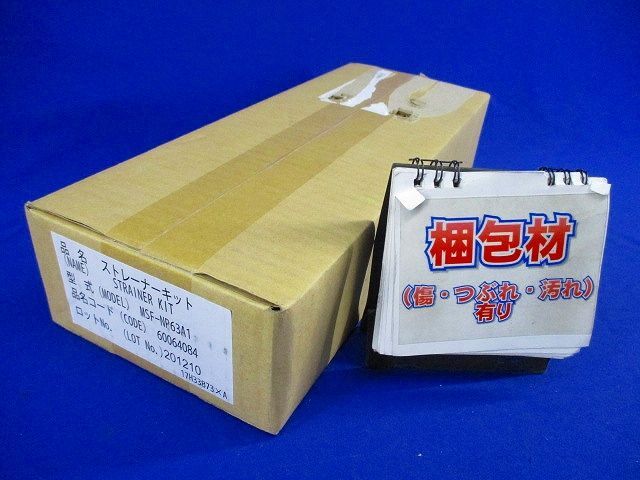 品 名 ストレーナーキット
(NAME) STRAINER KIT
型 式 (MODEL) MSF-NP63A1
品名コード (CODE) 60064084
ロットNo. (LOT No.) 201210
17H33873×A
梱包材
(傷・つぶれ・汚れ)
有り